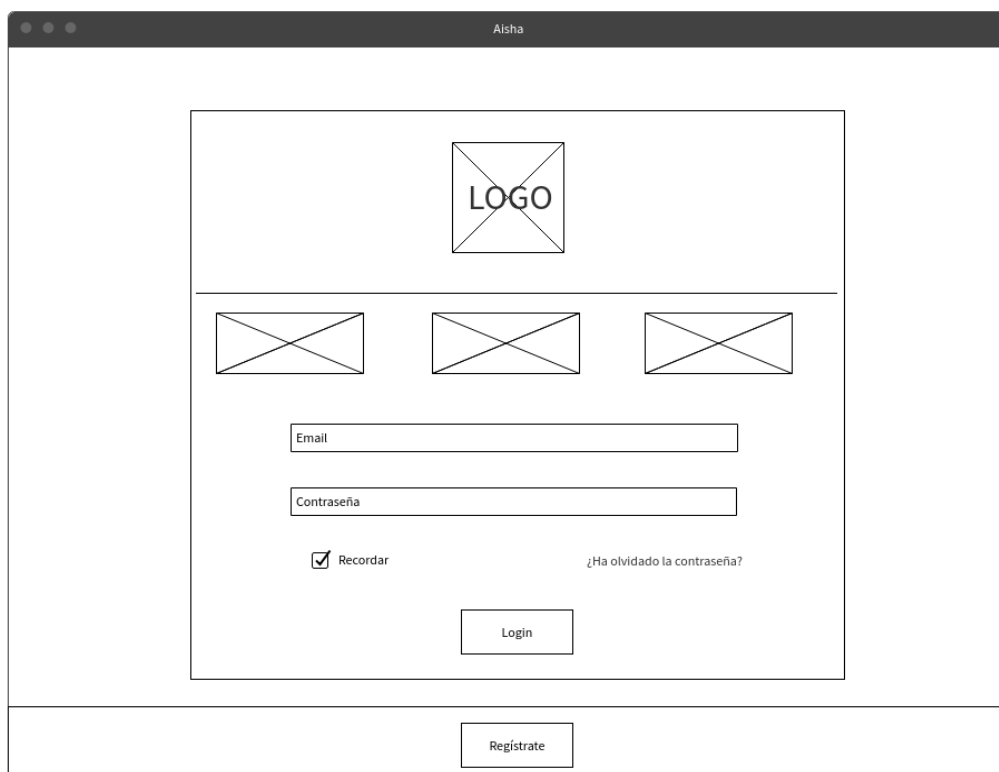 Aisha
LOGO
Email
Contraseña
Recordar
¿Ha olvidado la contraseña?
Login
Regístrate